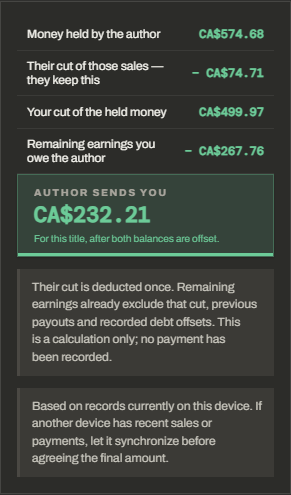 Money held by the author CA$574.68
Their cut of those sales — − CA$74.71
they keep this
Your cut of the held money CA$499.97
Remaining earnings you − CA$267.76
owe the author
AUTHOR SENDS YOU
CA$232.21
For this title, after both balances are offset.
Their cut is deducted once. Remaining
earnings already exclude that cut, previous
payouts and recorded debt offsets. This
is a calculation only; no payment has
been recorded.
Based on records currently on this device. If
another device has recent sales or
payments, let it synchronize before
agreeing the final amount.